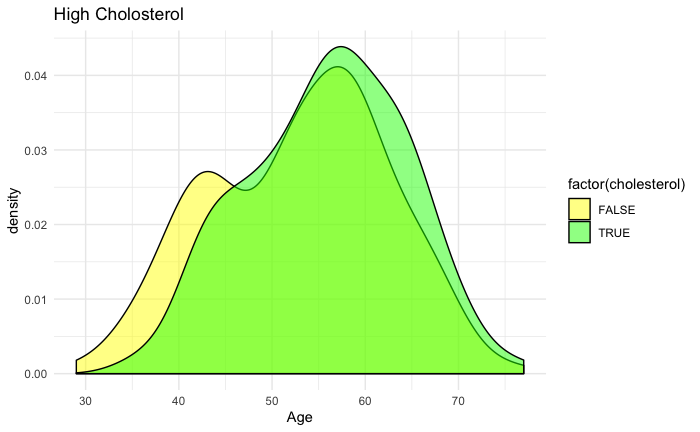 High Cholosterol
0.04
0.03
0.02
0.01
0.00
density
30 40 50 60 70
Age
factor(cholesterol)
FALSE
TRUE